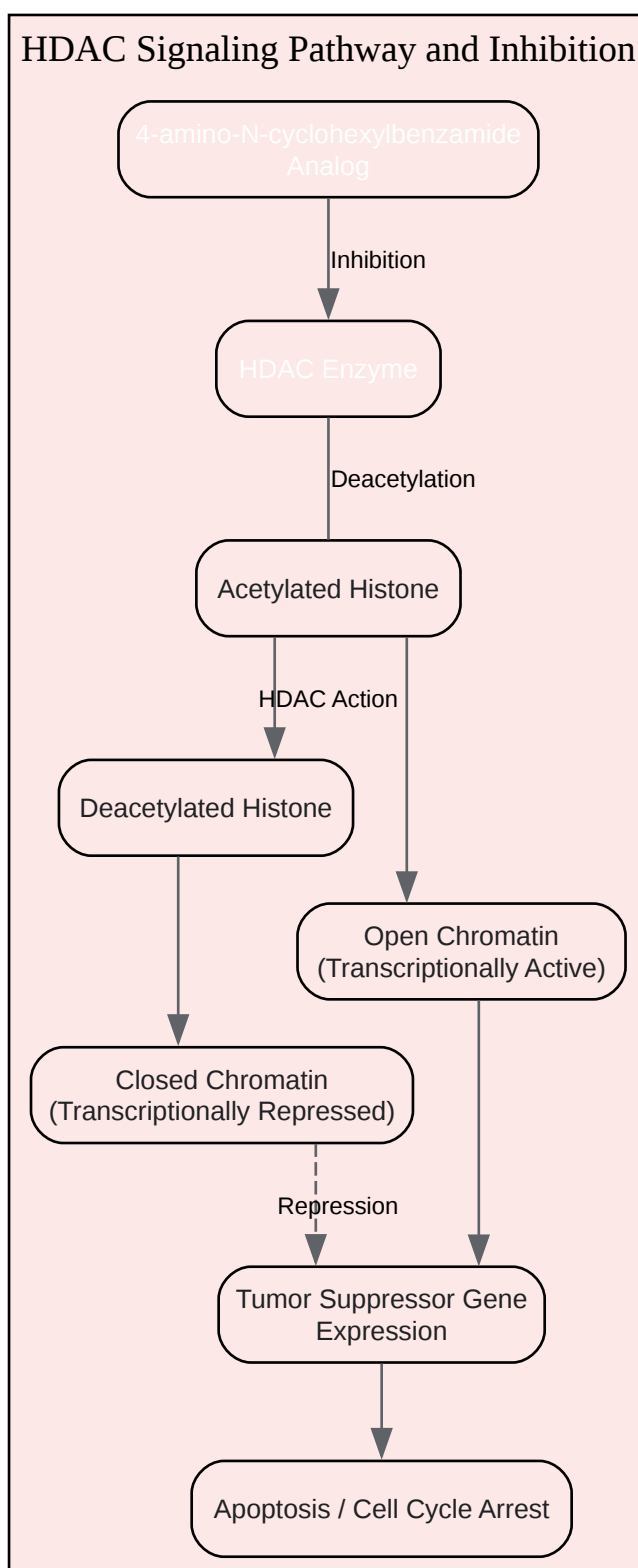 HDAC Signaling Pathway and Inhibition
4-amino-N-cyclohexylbenzamide
Analog
Inhibition
HDAC Enzyme
Deacetylation
Acetylated Histone
HDAC Action
Deacetylated Histone
Open Chromatin
(Transcriptionally Active)
Closed Chromatin
(Transcriptionally Repressed)
Repression
Tumor Suppressor Gene
Expression
Apoptosis / Cell Cycle Arrest